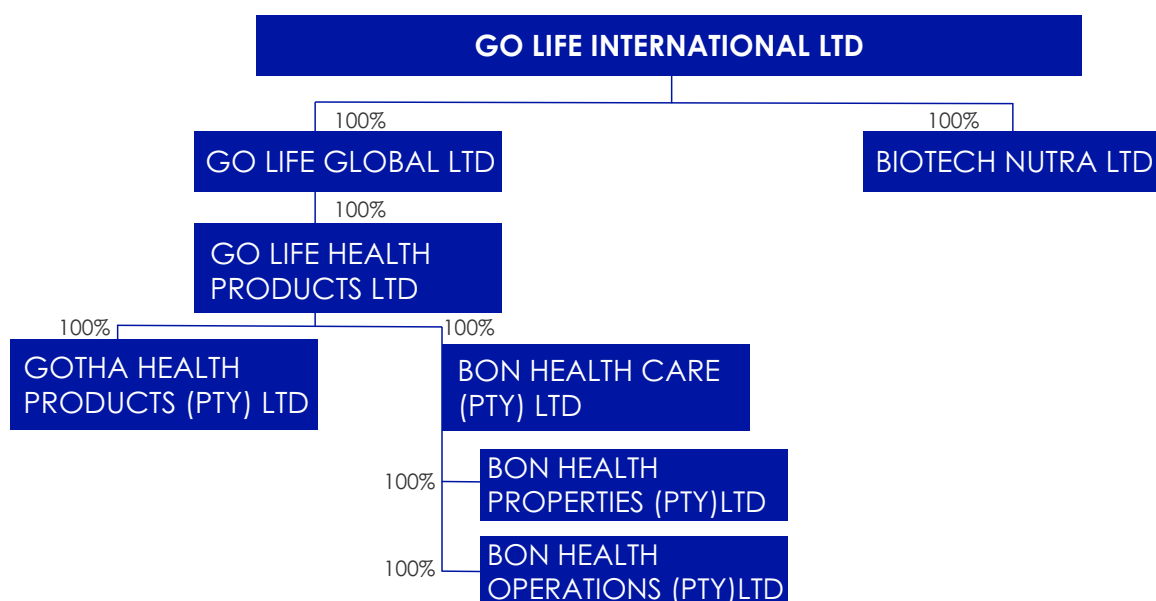 GO LIFE INTERNATIONAL LTD
100%
100%
GO LIFE GLOBAL LTD
BIOTECH NUTRA LTD
100%
GO LIFE HEALTH
PRODUCTS LTD
100%
100%
GOTHA HEALTH
PRODUCTS (PTY) LTD
BON HEALTH CARE
(PTY) LTD
100%
BON HEALTH
PROPERTIES (PTY)LTD
100%
BON HEALTH
OPERATIONS (PTY)LTD